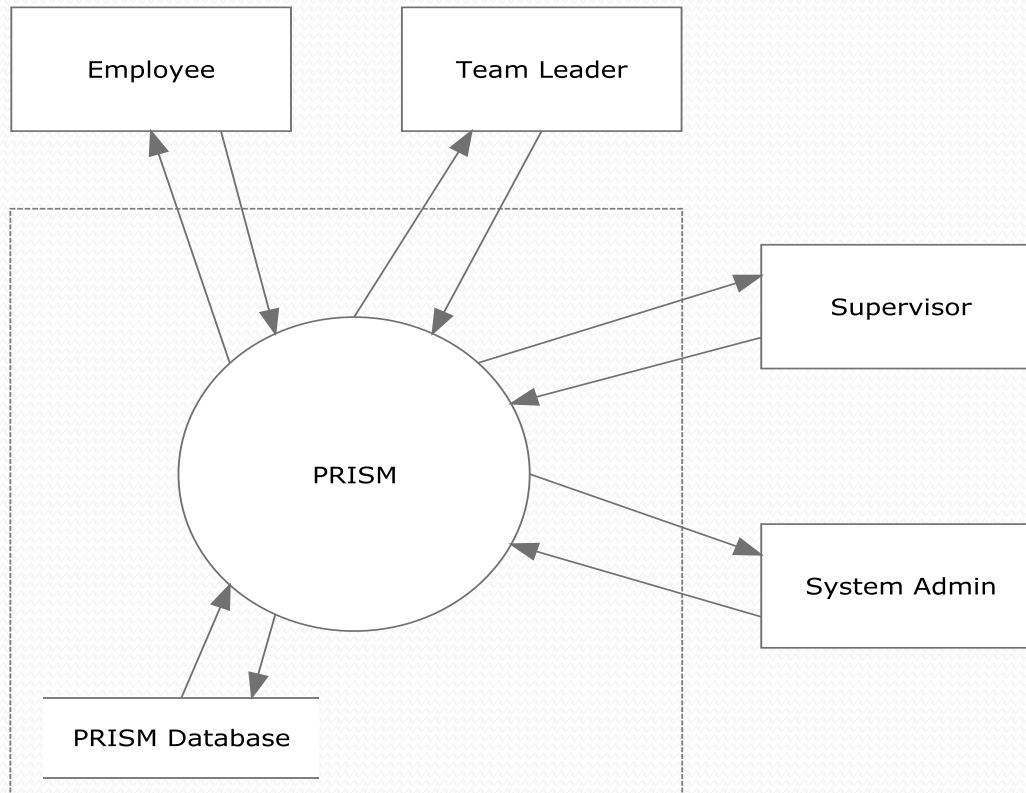 Employee
Team Leader
Supervisor
PRISM
System Admin
PRISM Database